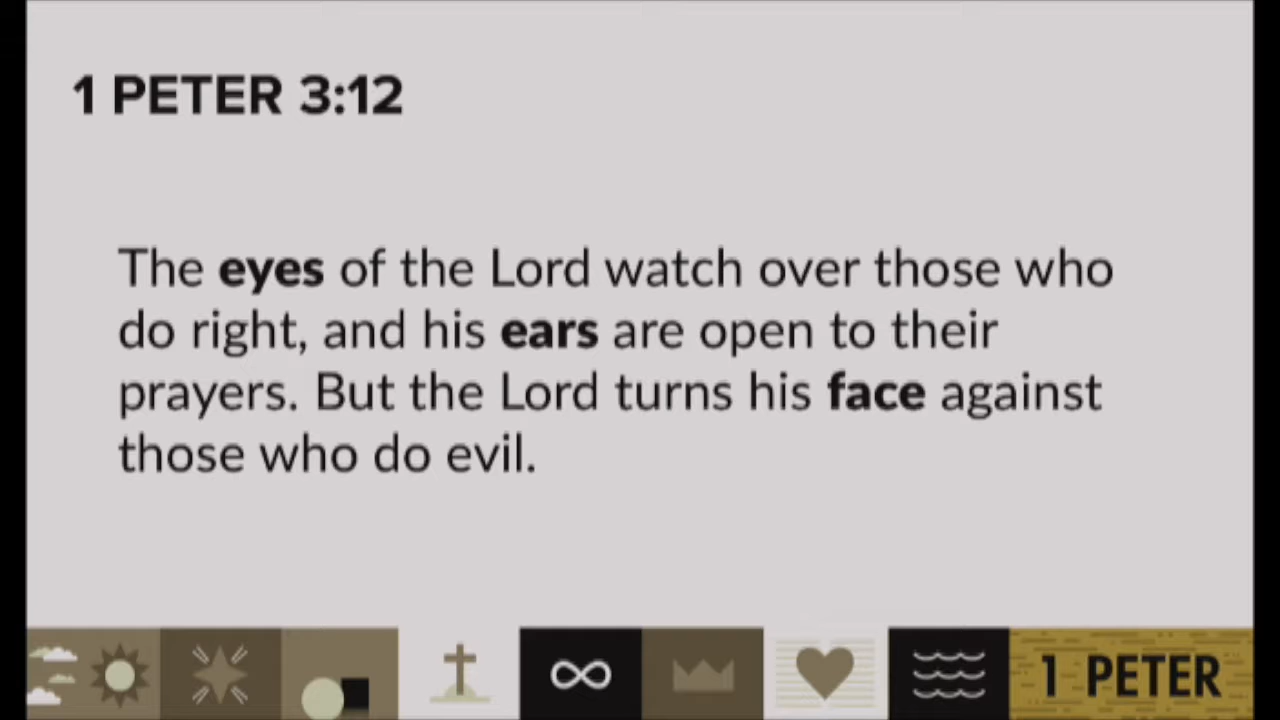 1 PETER 3:12
The eyes of the Lord watch over those who
do right, and his ears are open to their
prayers. But the Lord turns his face against
those who do evil.
1 PETER